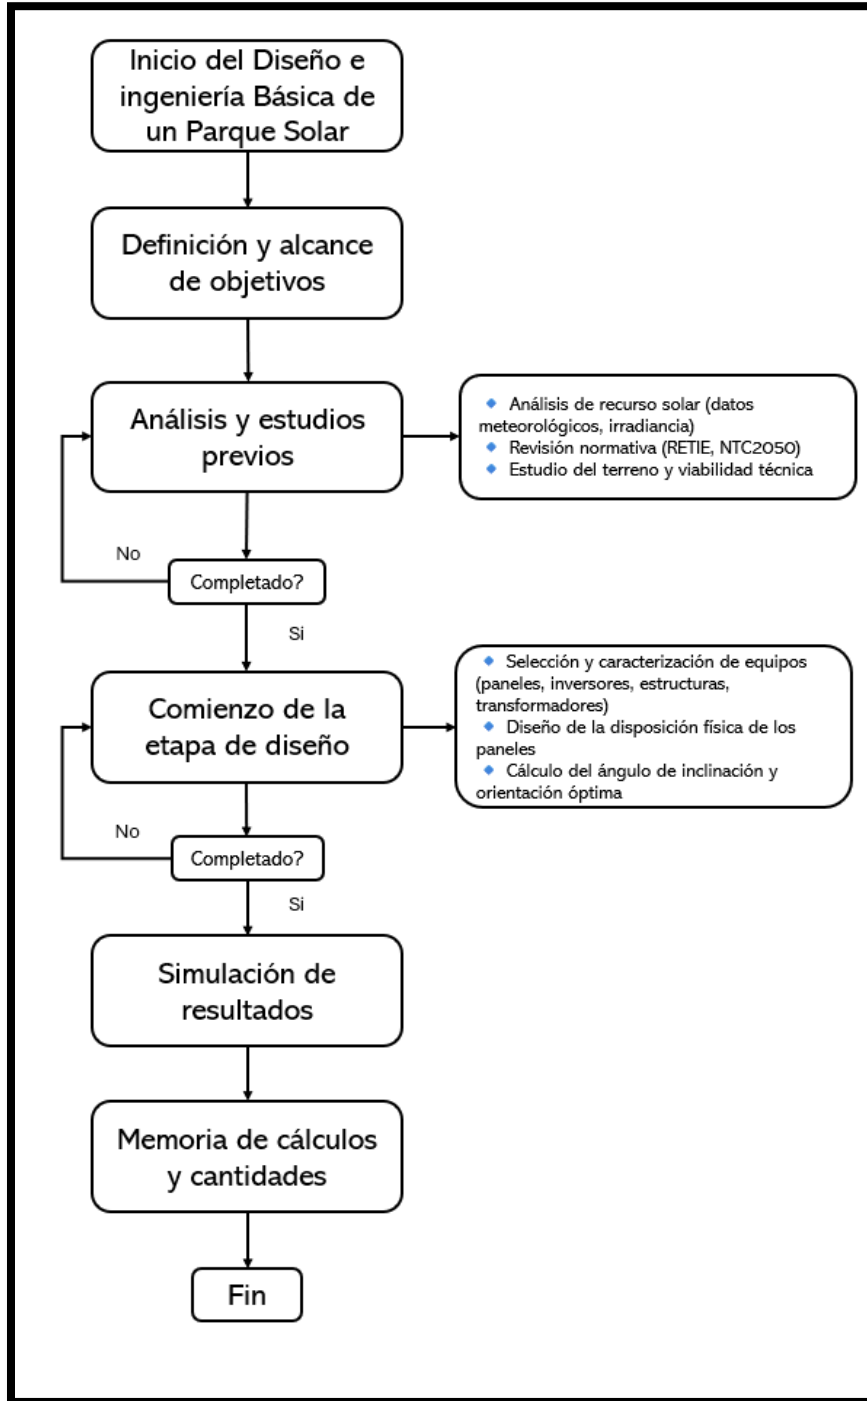 Inicio del Diseño e
ingeniería Básica de
un Parque Solar
Definición y alcance
de objetivos
Análisis y estudios
previos
Análisis de recurso solar (datos
meteorológicos, irradiancia)
Revisión normativa (RETIE, NTC2050)
Estudio del terreno y viabilidad técnica
No
Completado?
Si
Comienzo de la
etapa de diseño
Selección y caracterización de equipos
(paneles, inversores, estructuras,
transformadores)
Diseño de la disposición física de los
paneles
Cálculo del ángulo de inclinación y
orientación óptima
No
Completado?
Si
Simulación de
resultados
Memoria de cálculos
y cantidades
Fin